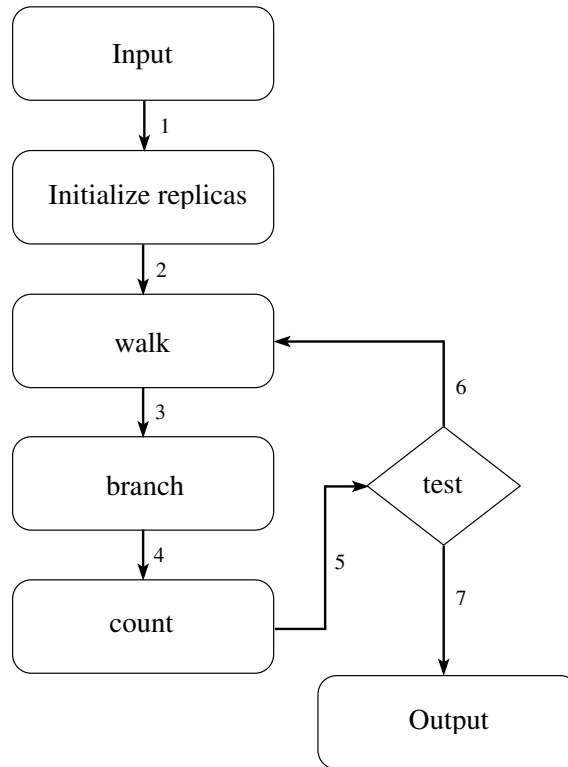 Input
1
Initialize replicas
2
walk
3
6
branch
test
4
5
7
count
Output